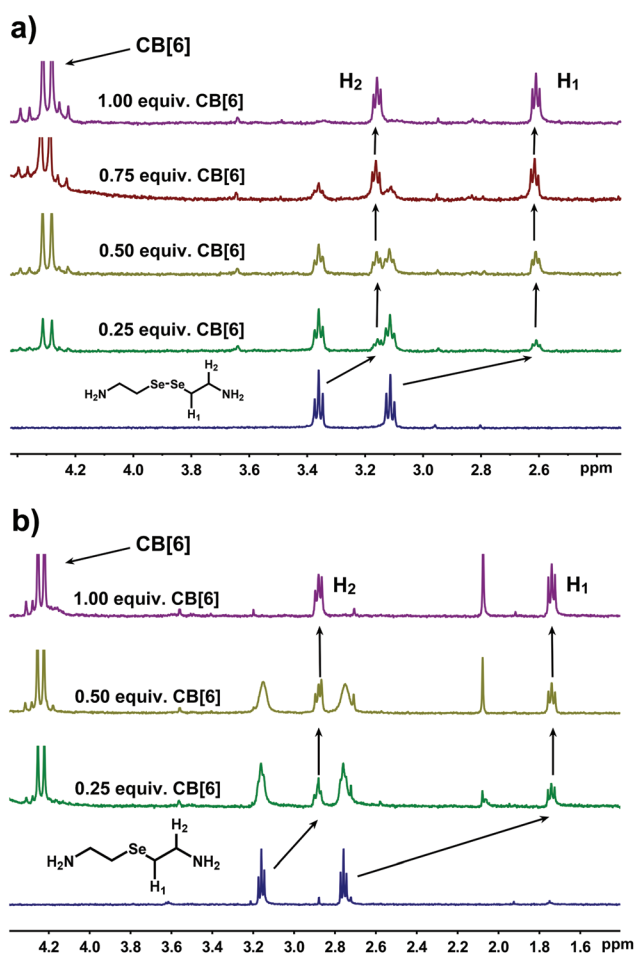 a)
CB[6]
H2
H1
1.00 equiv. CB[6]
0.75 equiv. CB[6]
0.50 equiv. CB[6]
0.25 equiv. CB[6]
H2
H2N
Se-Se
NH2
H1
4.2 4.0 3.8 3.6 3.4 3.2 3.0 2.8 2.6 ppm
b)
CB[6]
H2
H1
1.00 equiv. CB[6]
0.50 equiv. CB[6]
0.25 equiv. CB[6]
H2
Se
H2N
NH2
H1
4.2 4.0 3.8 3.6 3.4 3.2 3.0 2.8 2.6 2.4 2.2 2.0 1.8 1.6 ppm